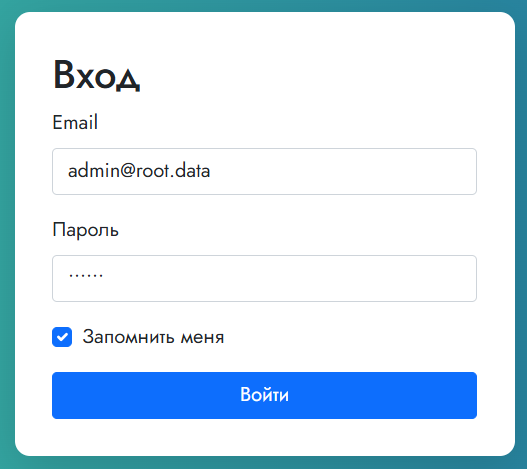 Вход
Email
admin@root.data
Пароль
······
Запомнить меня
Войти